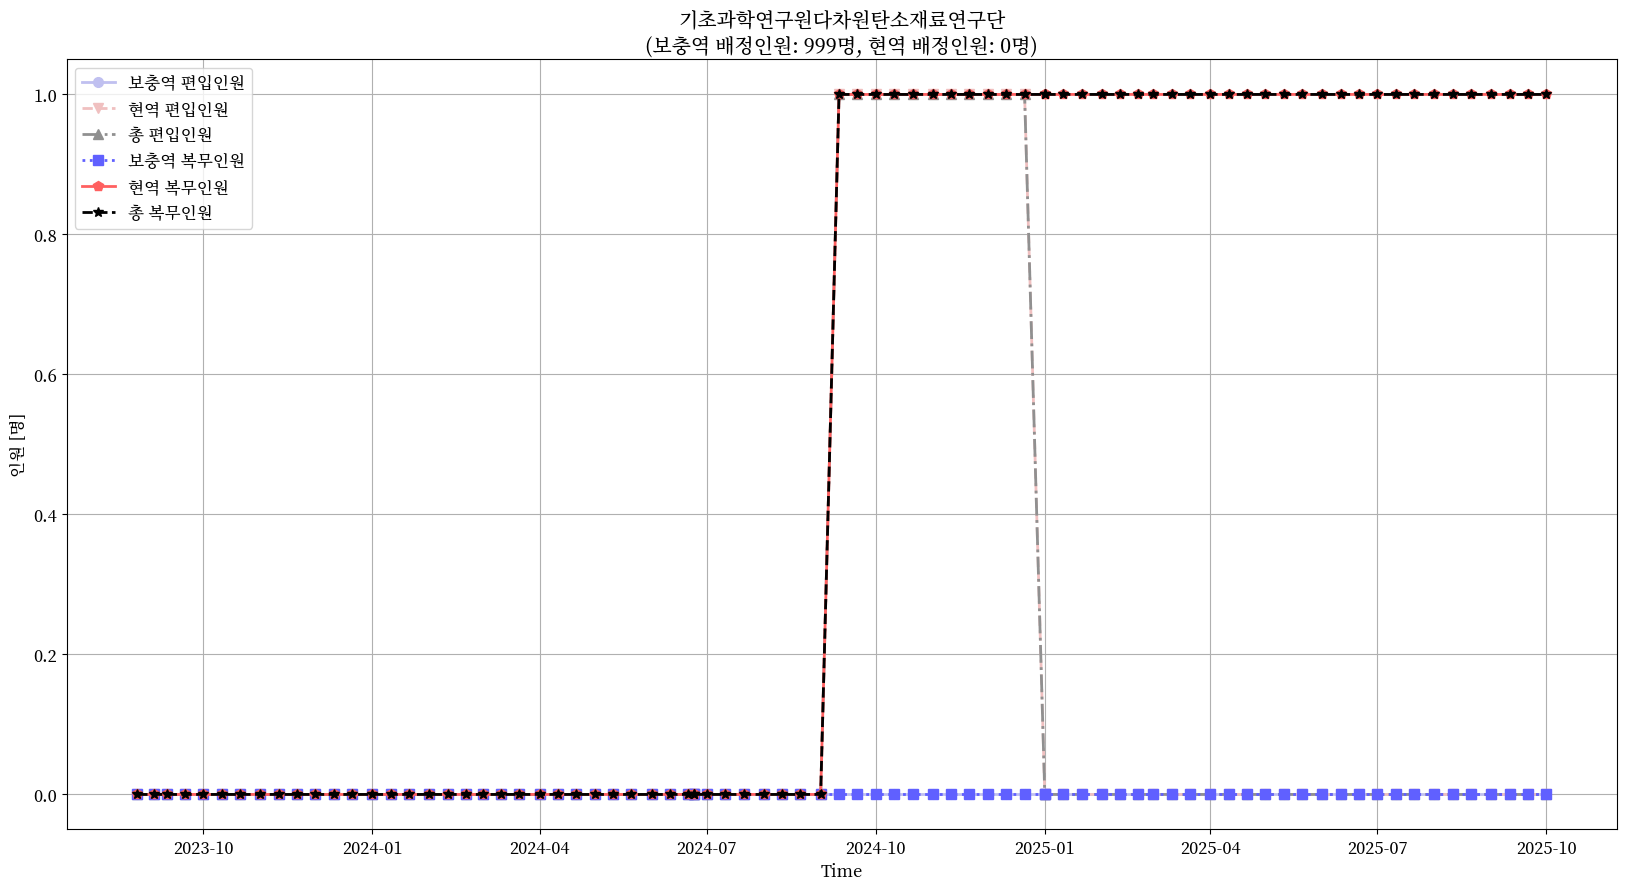 기초과학연구원다차원탄소재료연구단
(보충역 배정인원: 999명, 현역 배정인원: 0명)
보충역 편입인원
현역 편입인원
총 편입인원
보충역 복무인원
현역 복무인원
총 복무인원
인원 [명]
1.0
0.8
0.6
0.4
0.2
0.0
2023-10
2024-01
2024-04
2024-07
2024-10
2025-01
2025-04
2025-07
2025-10
Time